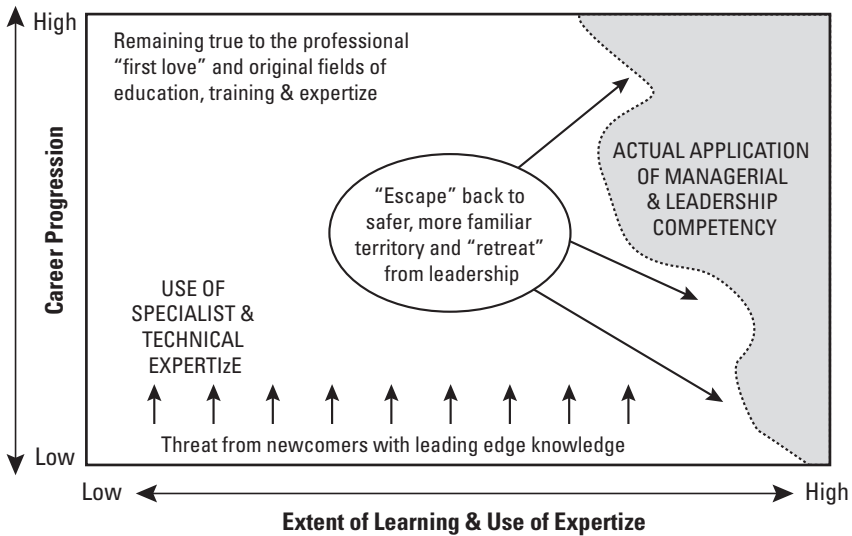 High
Remaining true to the professional
“first love” and original fields of
education, training & expertize
ACTUAL APPLICATION
OF MANAGERIAL
& LEADERSHIP
COMPETENCY
“Escape” back to
safer, more familiar
territory and “retreat”
from leadership
Career Progression
USE OF
SPECIALIST &
TECHNICAL
EXPERTIzE
Threat from newcomers with leading edge knowledge
Low
Low
High
Extent of Learning & Use of Expertize